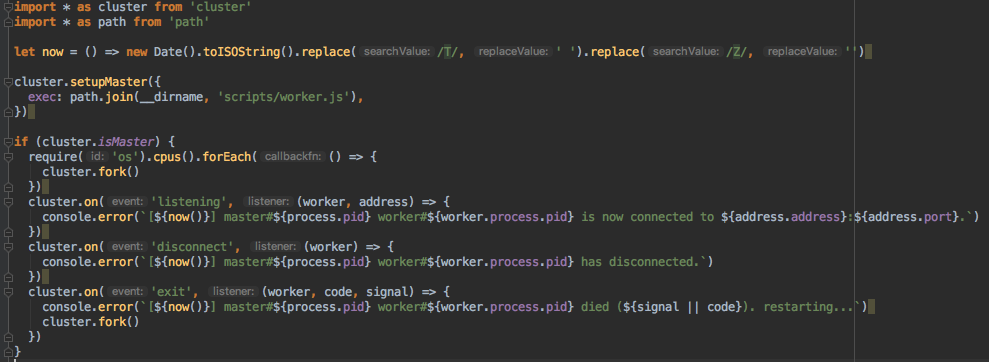 import * as cluster from 'cluster'
import * as path from 'path'
let now = () => new Date().toISOString().replace( searchValue: /T/, replaceValue: ' ').replace( searchValue: /Z/, replaceValue: '')
cluster.setupMaster({
exec: path.join(__dirname, 'scripts/worker.js'),
})
if (cluster.isMaster) {
require( id: 'os').cpus().forEach( callbackfn: () => {
cluster.fork()
})
cluster.on( event: 'listening', listener: (worker, address) => {
console.error(`[${now()}] master#${process.pid} worker#${worker.process.pid} is now connected to ${address.address}:${address.port}.`)
})
cluster.on( event: 'disconnect', listener: (worker) => {
console.error(`[${now()}] master#${process.pid} worker#${worker.process.pid} has disconnected.`)
})
cluster.on( event: 'exit', listener: (worker, code, signal) => {
console.error(`[${now()}] master#${process.pid} worker#${worker.process.pid} died (${signal || code}). restarting...`)
cluster.fork()
})
}